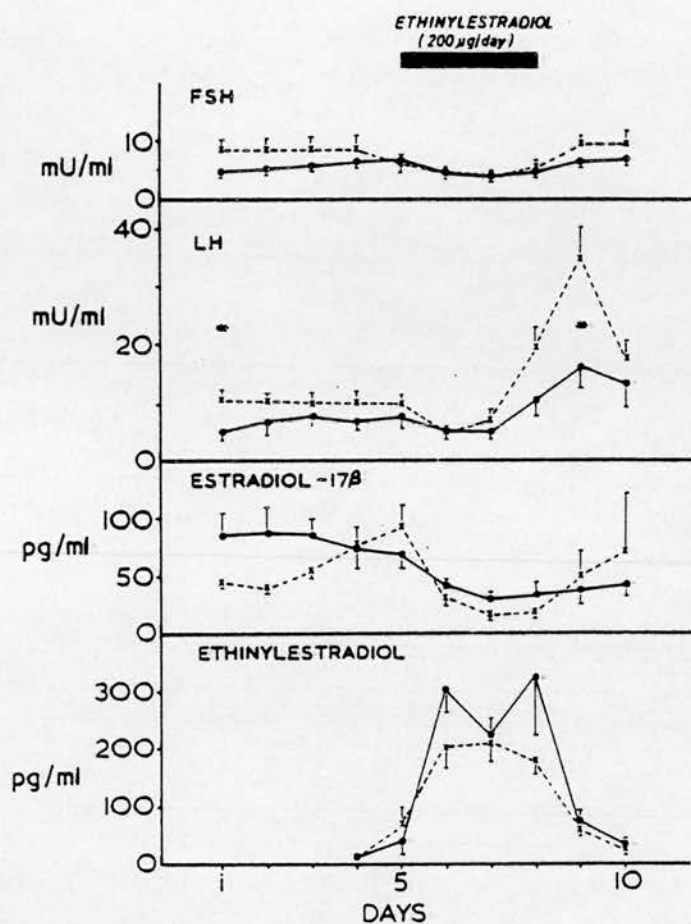 ETHINYLESTRADIOL
(200 µg/day)
FSH
10
mU/ml
0
40
LH
mU/ml
20
0
ESTRADIOL -17β
100
pg/ml
50
0
ETHINYLESTRADIOL
300
200
pg/ml
100
0
1 5 10
DAYS